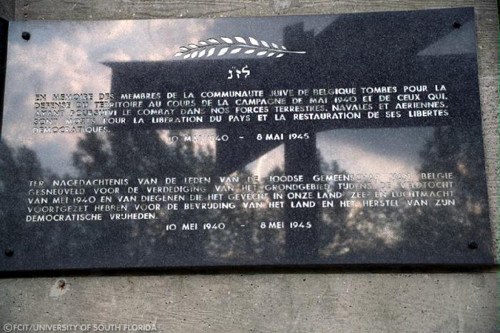 לזכ
EN MEMOIRE DES MEMBRES DE LA COMMUNAUTE JUIVE DE BELGIQUE TOMBES POUR LA
DEFENSE DU TERRITOIRE AU COURS DE LA CAMPAGNE DE MAI 1940 ET DE CEUX QUI,
AYANT POURSUIVI LE COMBAT DANS NOS FORCES TERRESTRES, NAVALES ET AERIENNES,
SONT MORTS POUR LA LIBERATION DU PAYS ET LA RESTAURATION DE SES LIBERTES
DEMOCRATIQUES.
10 MAI 1940 - 8 MAI 1945
TER NAGEDACHTENIS VAN DE LEDEN VAN DE JOODSE GEMEENSCHAP VAN BELGIE
GESNEUVELD VOOR DE VERDEDIGING VAN HET GRONDGEBIED TIJDENS DE VELDTOCHT
VAN MEI 1940 EN VAN DIEGENEN DIE HET GEVECHT IN ONZE LAND- ZEE- EN LUCHTMACHT
VOORTGEZET HEBBEN, VOOR DE BEVRIJDING VAN HET LAND EN HET HERSTEL VAN ZIJN
DEMOCRATISCHE VRIJHEDEN.
10 MEI 1940 - 8 MEI 1945
(C)FCIT/UNIVERSITY OF SOUTH FLORIDA